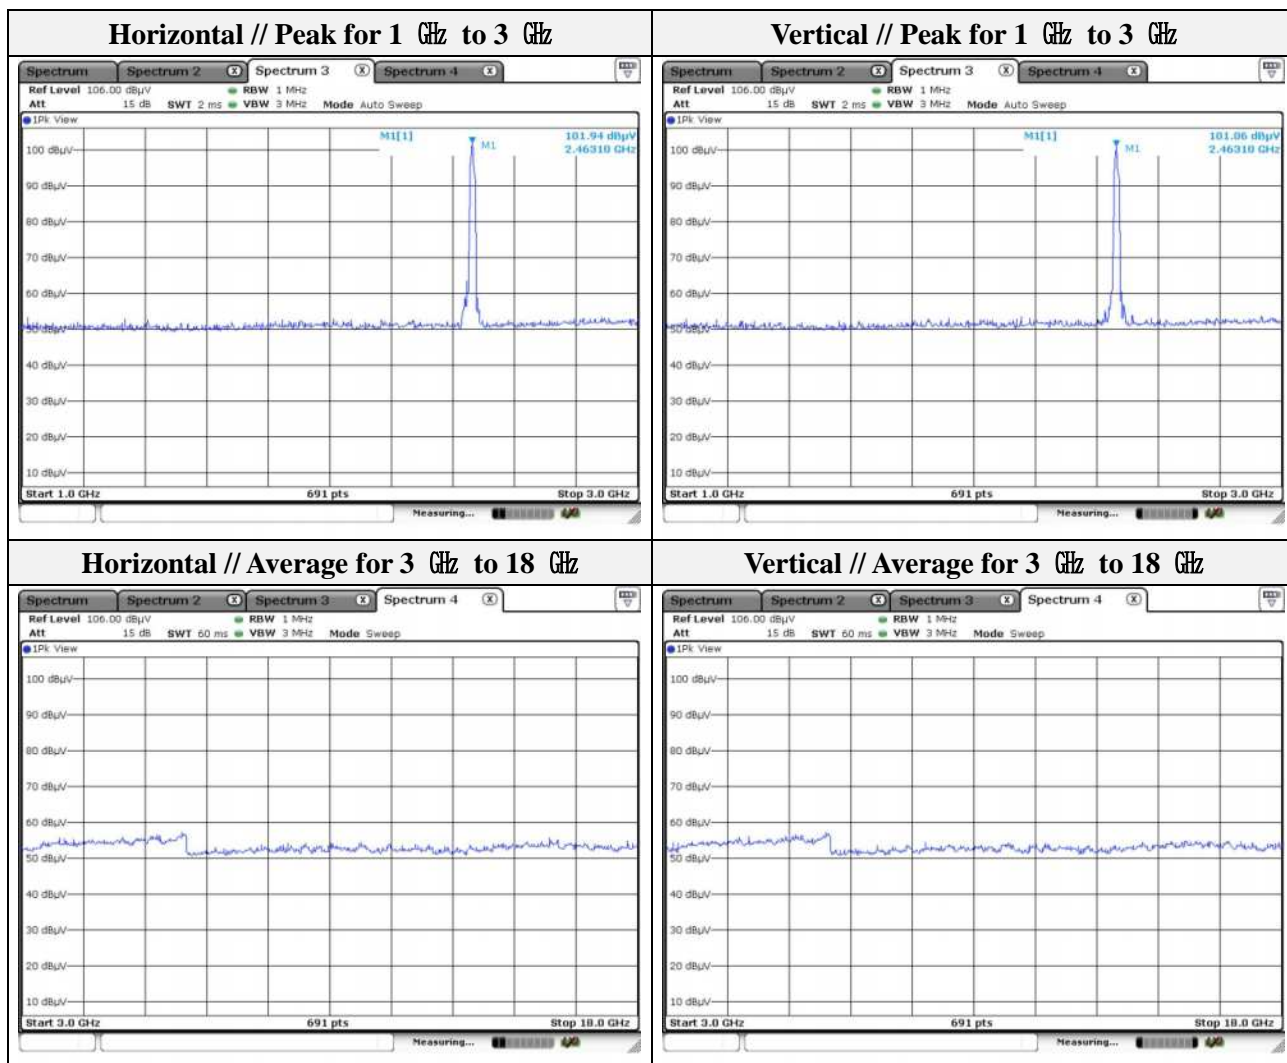 Horizontal // Peak for 1 ㎓ to 3 ㎓
Spectrum Spectrum 2 Spectrum 3 Spectrum 4
Ref Level 106.00 dBµV RBW 1 MHz
Att 15 dB SWT 2 ms VBW 3 MHz Mode Auto Sweep
1Pk View
M1[1] 101.94 dBµV
M1 2.46310 GHz
100 dBµV
90 dBµV
80 dBµV
70 dBµV
60 dBµV
50 dBµV
40 dBµV
30 dBµV
20 dBµV
10 dBµV
Start 1.0 GHz 691 pts Stop 3.0 GHz
Measuring...
Vertical // Peak for 1 ㎓ to 3 ㎓
Spectrum Spectrum 2 Spectrum 3 Spectrum 4
Ref Level 106.00 dBµV RBW 1 MHz
Att 15 dB SWT 2 ms VBW 3 MHz Mode Auto Sweep
1Pk View
M1[1] 101.06 dBµV
M1 2.46310 GHz
100 dBµV
90 dBµV
80 dBµV
70 dBµV
60 dBµV
50 dBµV
40 dBµV
30 dBµV
20 dBµV
10 dBµV
Start 1.0 GHz 691 pts Stop 3.0 GHz
Measuring...
Horizontal // Average for 3 ㎓ to 18 ㎓
Spectrum Spectrum 2 Spectrum 3 Spectrum 4
Ref Level 106.00 dBµV RBW 1 MHz
Att 15 dB SWT 60 ms VBW 3 MHz Mode Sweep
1Pk View
100 dBµV
90 dBµV
80 dBµV
70 dBµV
60 dBµV
50 dBµV
40 dBµV
30 dBµV
20 dBµV
10 dBµV
Start 3.0 GHz 691 pts Stop 18.0 GHz
Measuring...
Vertical // Average for 3 ㎓ to 18 ㎓
Spectrum Spectrum 2 Spectrum 3 Spectrum 4
Ref Level 106.00 dBµV RBW 1 MHz
Att 15 dB SWT 60 ms VBW 3 MHz Mode Sweep
1Pk View
100 dBµV
90 dBµV
80 dBµV
70 dBµV
60 dBµV
50 dBµV
40 dBµV
30 dBµV
20 dBµV
10 dBµV
Start 3.0 GHz 691 pts Stop 18.0 GHz
Measuring...